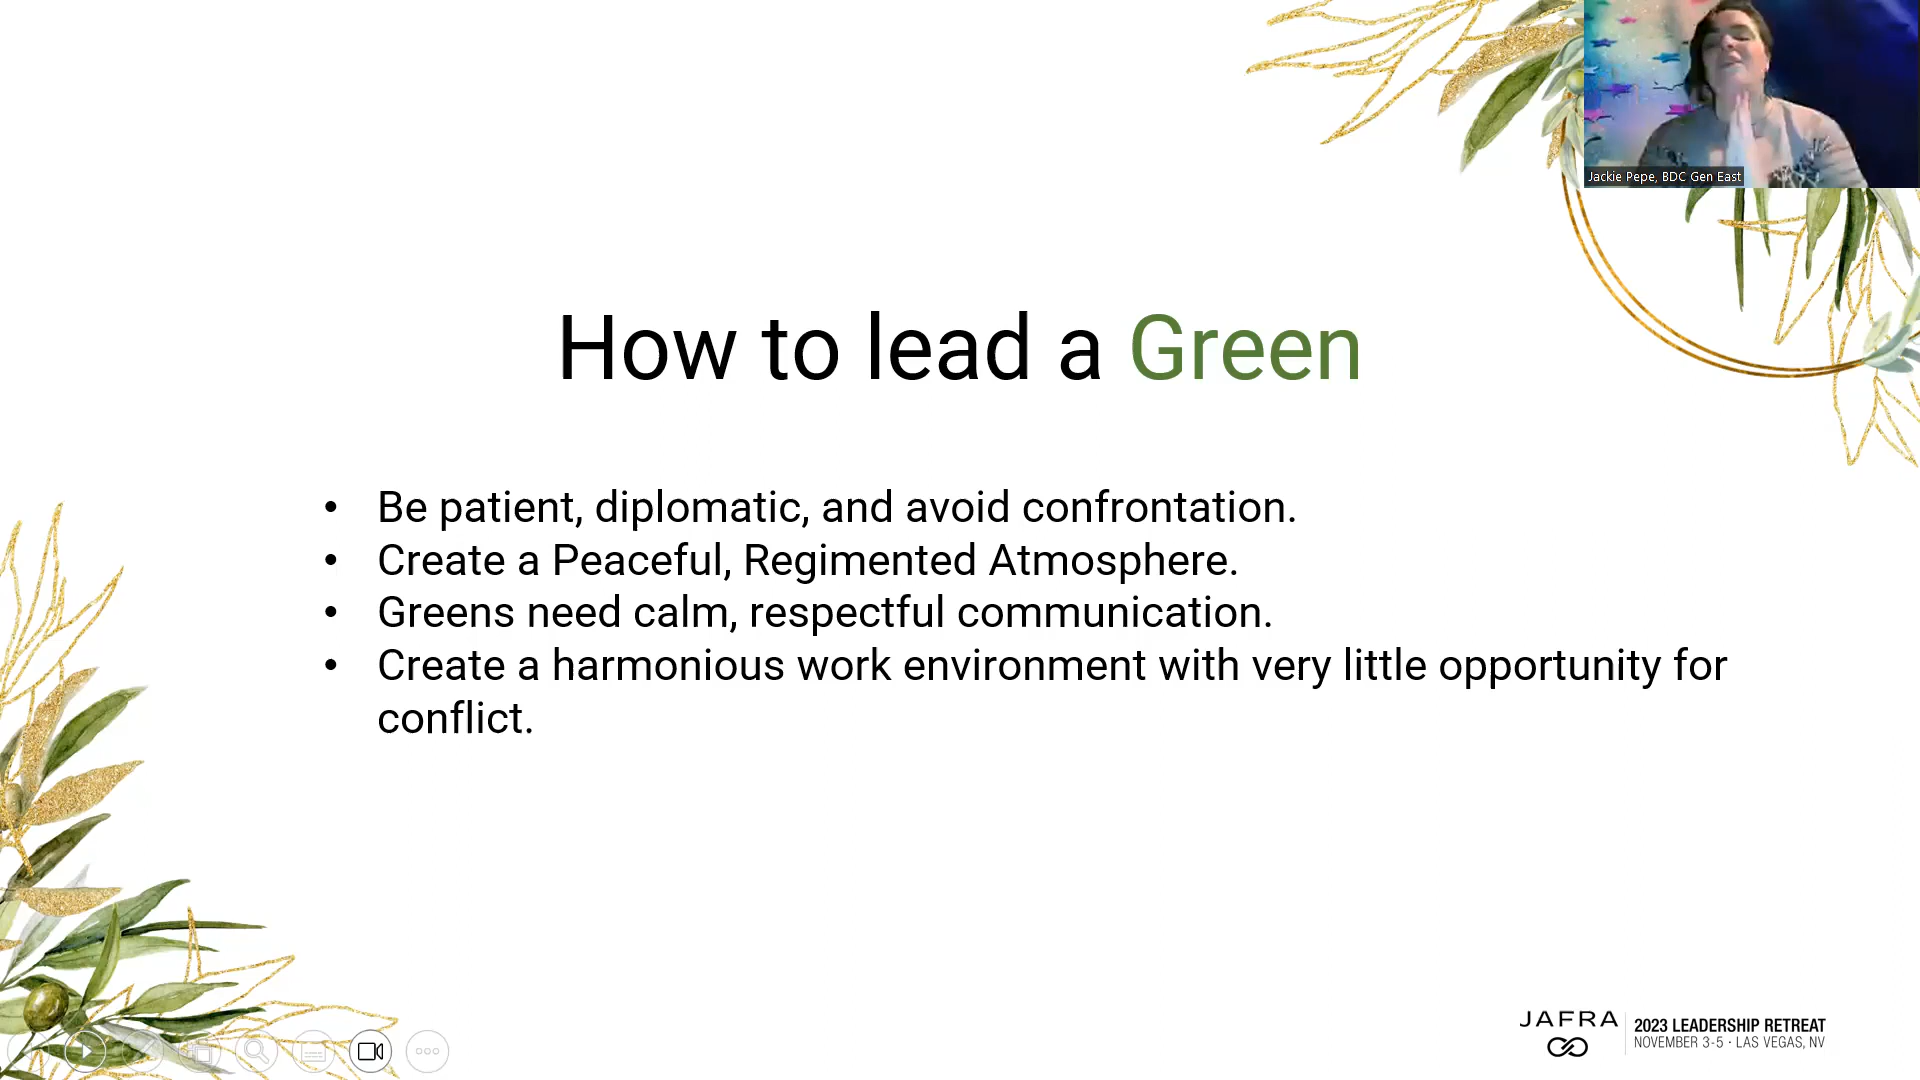 Jackie Pepe, BDC Gen East
How to lead a Green
• Be patient, diplomatic, and avoid confrontation.
• Create a Peaceful, Regimented Atmosphere.
• Greens need calm, respectful communication.
• Create a harmonious work environment with very little opportunity for
conflict.
JAFRA
2023 LEADERSHIP RETREAT
NOVEMBER 3-5 · LAS VEGAS, NV